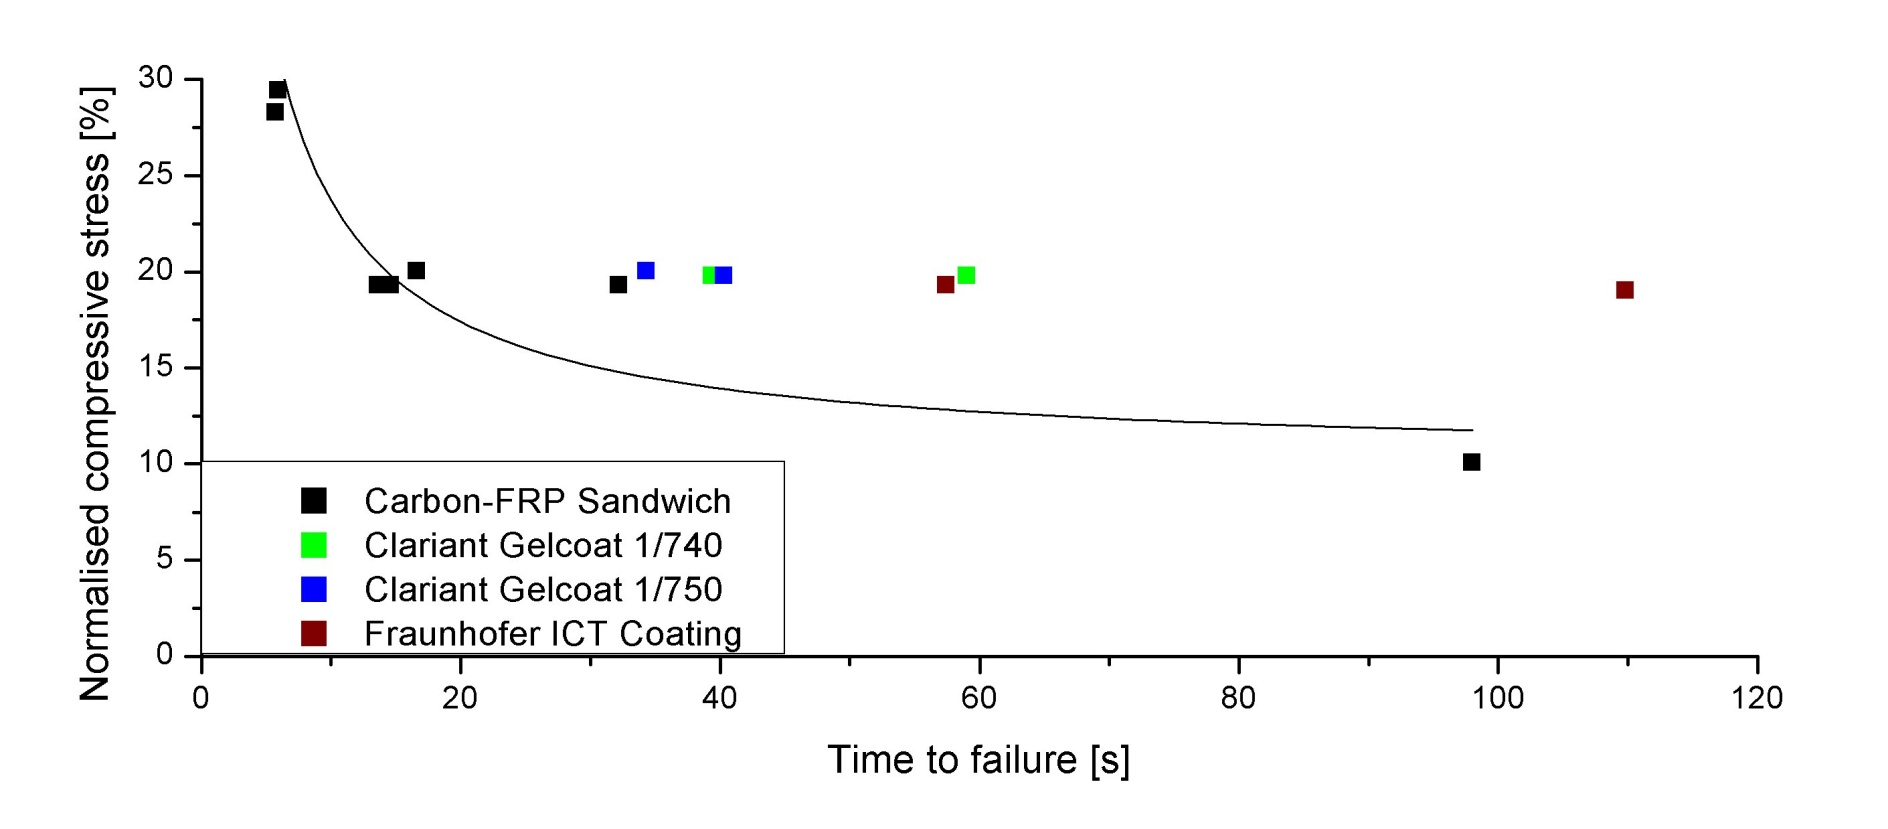 Normalised compressive stress [%]
30
25
20
15
10
5
0
Carbon-FRP Sandwich
Clariant Gelcoat 1/740
Clariant Gelcoat 1/750
Fraunhofer ICT Coating
0 20 40 60 80 100 120
Time to failure [s]